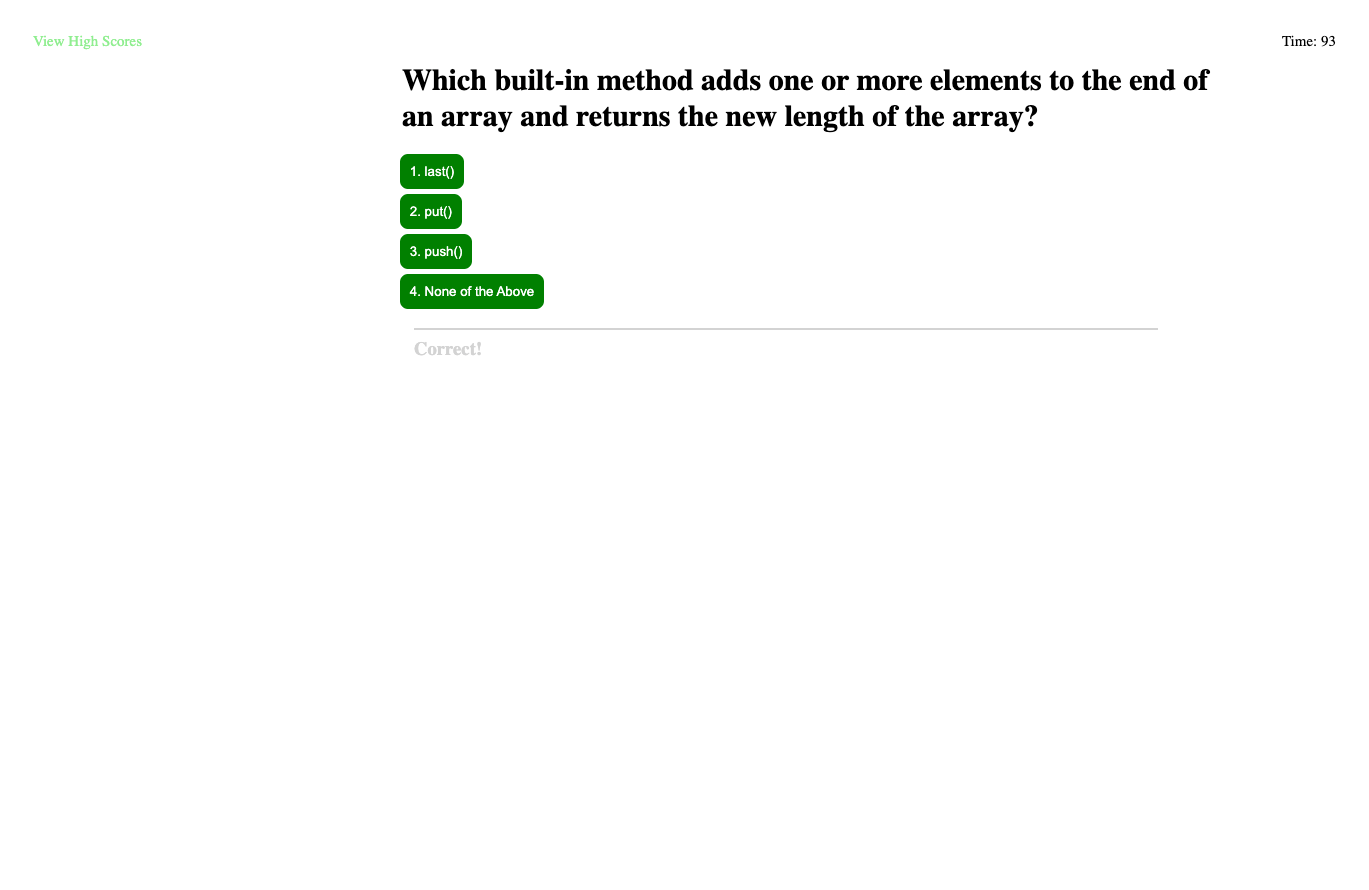 View High Scores
Time: 93
Which built-in method adds one or more elements to the end of
an array and returns the new length of the array?
1. last()
2. put()
3. push()
4. None of the Above
Correct!